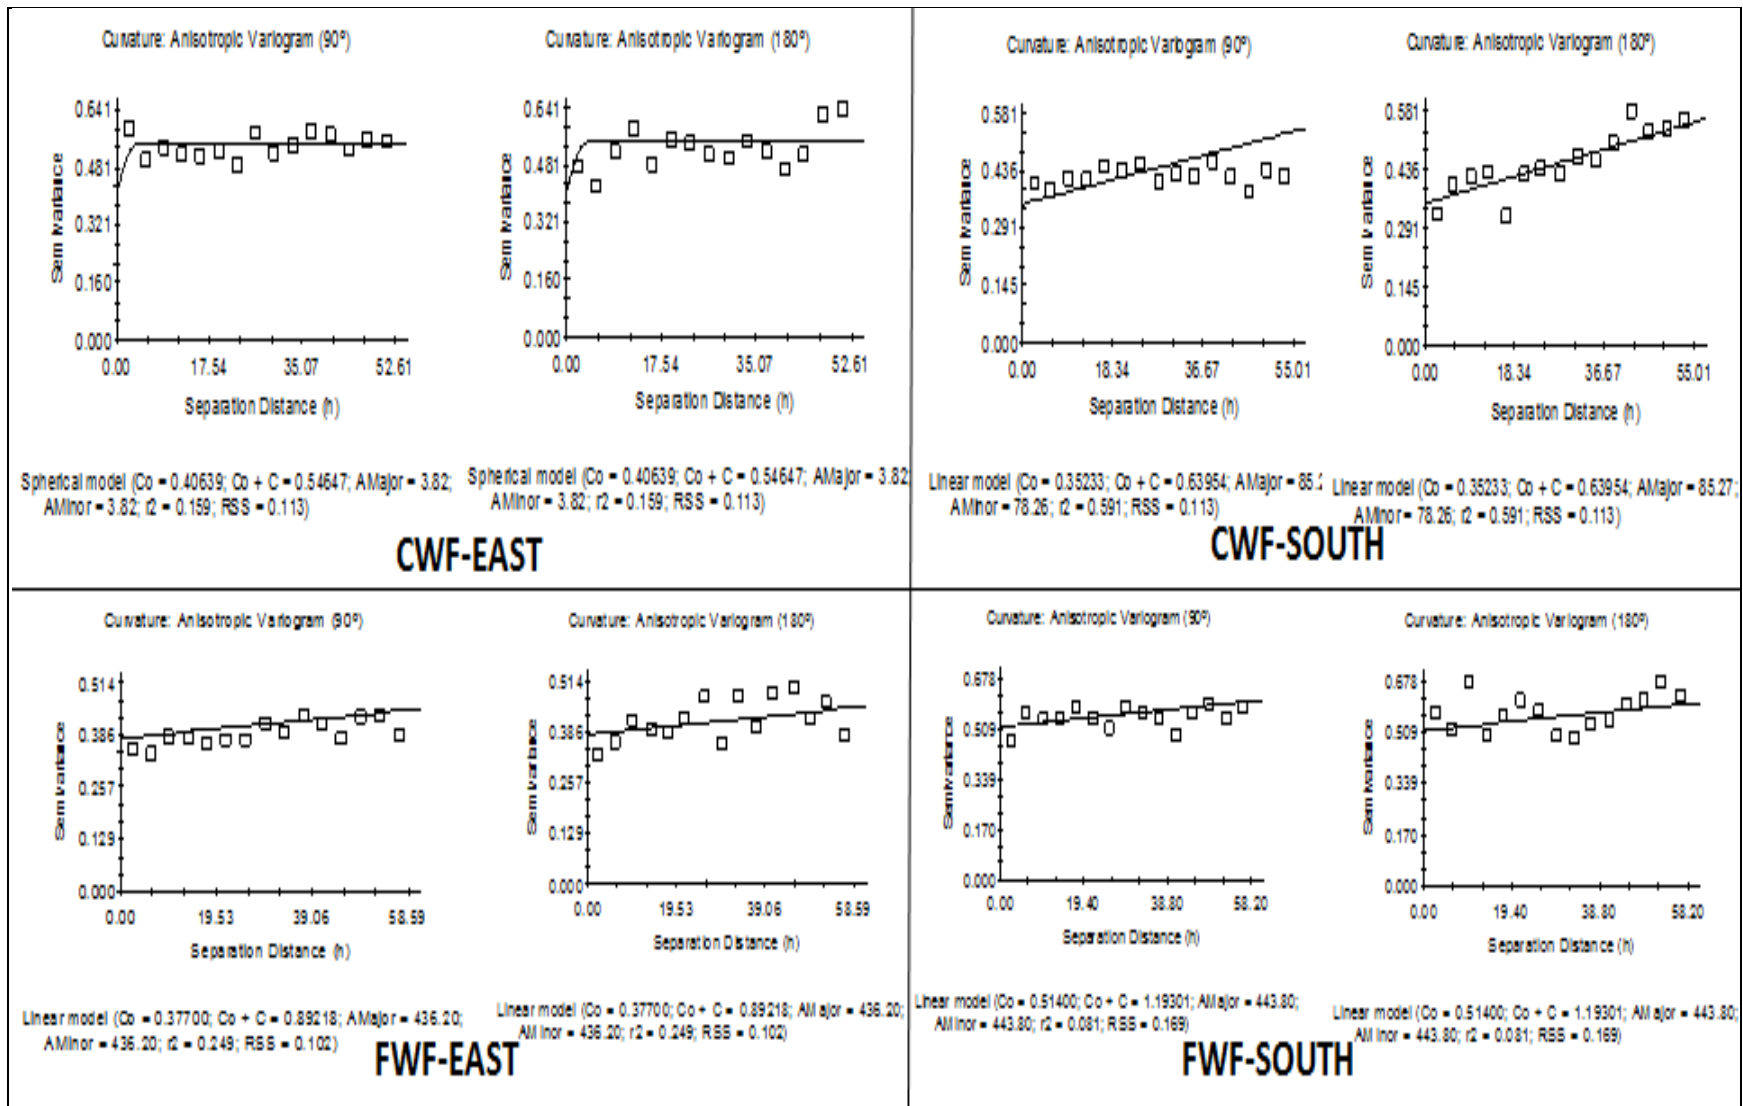 Curvature: Anisotropic Variogram (90º)
0.641
0.481
0.321
0.160
0.000
Semivariance
0.00 17.54 35.07 52.61
Separation Distance (h)
Spherical model (Co = 0.40639; Co + C = 0.54647; AMajor = 3.82;
AMinor = 3.82; r2 = 0.159; RSS = 0.113)
Curvature: Anisotropic Variogram (180º)
0.641
0.481
0.321
0.160
0.000
Semivariance
0.00 17.54 35.07 52.61
Separation Distance (h)
Spherical model (Co = 0.40639; Co + C = 0.54647; AMajor = 3.82
AMinor = 3.82; r2 = 0.159; RSS = 0.113)
CWF-EAST
Curvature: Anisotropic Variogram (90º)
0.581
0.436
0.291
0.145
0.000
Semivariance
0.00 18.34 36.67 55.01
Separation Distance (h)
Linear model (Co = 0.35233; Co + C = 0.63954; AMajor = 85.2
AMinor = 78.26; r2 = 0.591; RSS = 0.113)
Curvature: Anisotropic Variogram (180º)
0.581
0.436
0.291
0.145
0.000
Semivariance
0.00 18.34 36.67 55.01
Separation Distance (h)
Linear model (Co = 0.35233; Co + C = 0.63954; AMajor = 85.27;
AMinor = 78.26; r2 = 0.591; RSS = 0.113)
CWF-SOUTH
Curvature: Anisotropic Variogram (90º)
0.514
0.386
0.257
0.129
0.000
Semivariance
0.00 19.53 39.06 58.59
Separation Distance (h)
Linear model (Co = 0.37700; Co + C = 0.89218; AMajor = 436.20;
AMinor = 436.20; r2 = 0.249; RSS = 0.102)
Curvature: Anisotropic Variogram (180º)
0.514
0.386
0.257
0.129
0.000
Semivariance
0.00 19.53 39.06 58.59
Separation Distance (h)
Linear model (Co = 0.37700; Co + C = 0.89218; AMajor = 436.20;
AMinor = 436.20; r2 = 0.249; RSS = 0.102)
FWF-EAST
Curvature: Anisotropic Variogram (90º)
0.678
0.509
0.339
0.170
0.000
Semivariance
0.00 19.40 38.80 58.20
Separation Distance (h)
Linear model (Co = 0.51400; Co + C = 1.19301; AMajor = 443.80;
AMinor = 443.80; r2 = 0.081; RSS = 0.169)
Curvature: Anisotropic Variogram (180º)
0.678
0.509
0.339
0.170
0.000
Semivariance
0.00 19.40 38.80 58.20
Separation Distance (h)
Linear model (Co = 0.51400; Co + C = 1.19301; AMajor = 443.80;
AMinor = 443.80; r2 = 0.081; RSS = 0.169)
FWF-SOUTH